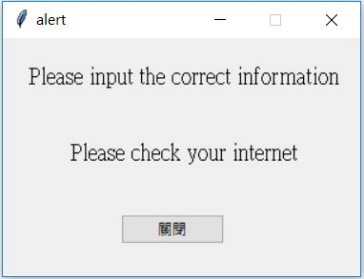 alert
Please input the correct information
Please check your internet
關閉